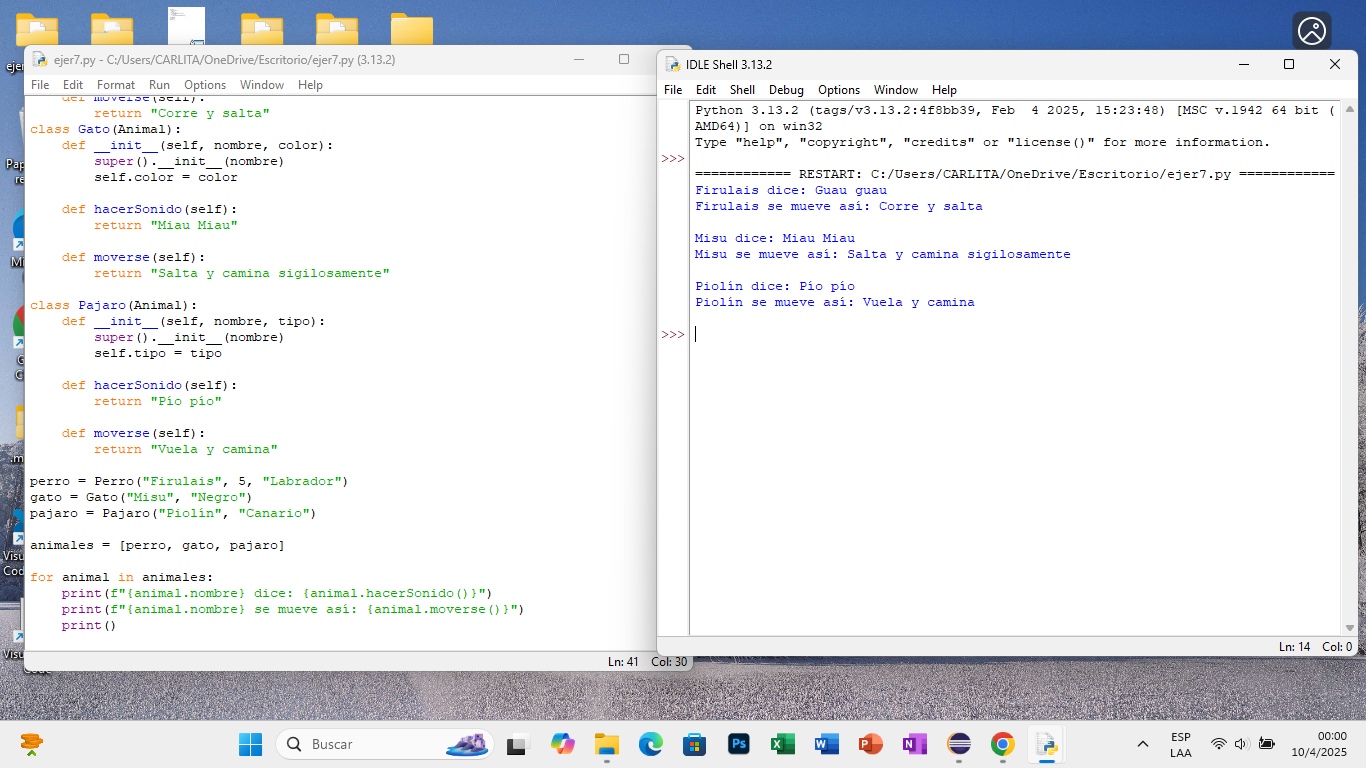 ejer7.py - C:/Users/CARLITA/OneDrive/Escritorio/ejer7.py (3.13.2)
File Edit Format Run Options Window Help
def moverse(self):
return "Corre y salta"
class Gato(Animal):
def __init__(self, nombre, color):
super().__init__(nombre)
self.color = color
def hacerSonido(self):
return "Miau Miau"
def moverse(self):
return "Salta y camina sigilosamente"
class Pajaro(Animal):
def __init__(self, nombre, tipo):
super().__init__(nombre)
self.tipo = tipo
def hacerSonido(self):
return "Pío pío"
def moverse(self):
return "Vuela y camina"
perro = Perro("Firulais", 5, "Labrador")
gato = Gato("Misu", "Negro")
pajaro = Pajaro("Piolín", "Canario")
animales = [perro, gato, pajaro]
for animal in animales:
print(f"{animal.nombre} dice: {animal.hacerSonido()}")
print(f"{animal.nombre} se mueve así: {animal.moverse()}")
print()
Ln: 41 Col: 30
IDLE Shell 3.13.2
File Edit Shell Debug Options Window Help
Python 3.13.2 (tags/v3.13.2:4f8bb39, Feb  4 2025, 15:23:48) [MSC v.1942 64 bit (
AMD64)] on win32
Type "help", "copyright", "credits" or "license()" for more information.
>>>
============ RESTART: C:/Users/CARLITA/OneDrive/Escritorio/ejer7.py ============
Firulais dice: Guau guau
Firulais se mueve así: Corre y salta
Misu dice: Miau Miau
Misu se mueve así: Salta y camina sigilosamente
Piolín dice: Pío pío
Piolín se mueve así: Vuela y camina
>>>
Ln: 14 Col: 0
Buscar
ESP
LAA
00:00
10/4/2025